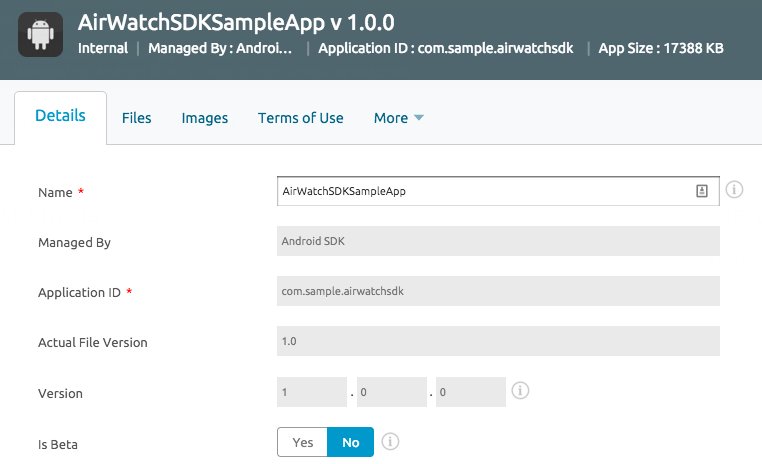 AirWatchSDKSampleApp v 1.0.0
Internal | Managed By : Androi... | Application ID : com.sample.airwatchsdk | App Size : 17388 KB
Details Files Images Terms of Use More
Name * AirWatchSDKSampleApp
Managed By Android SDK
Application ID * com.sample.airwatchsdk
Actual File Version 1.0
Version 1 . 0 . 0
Is Beta Yes No